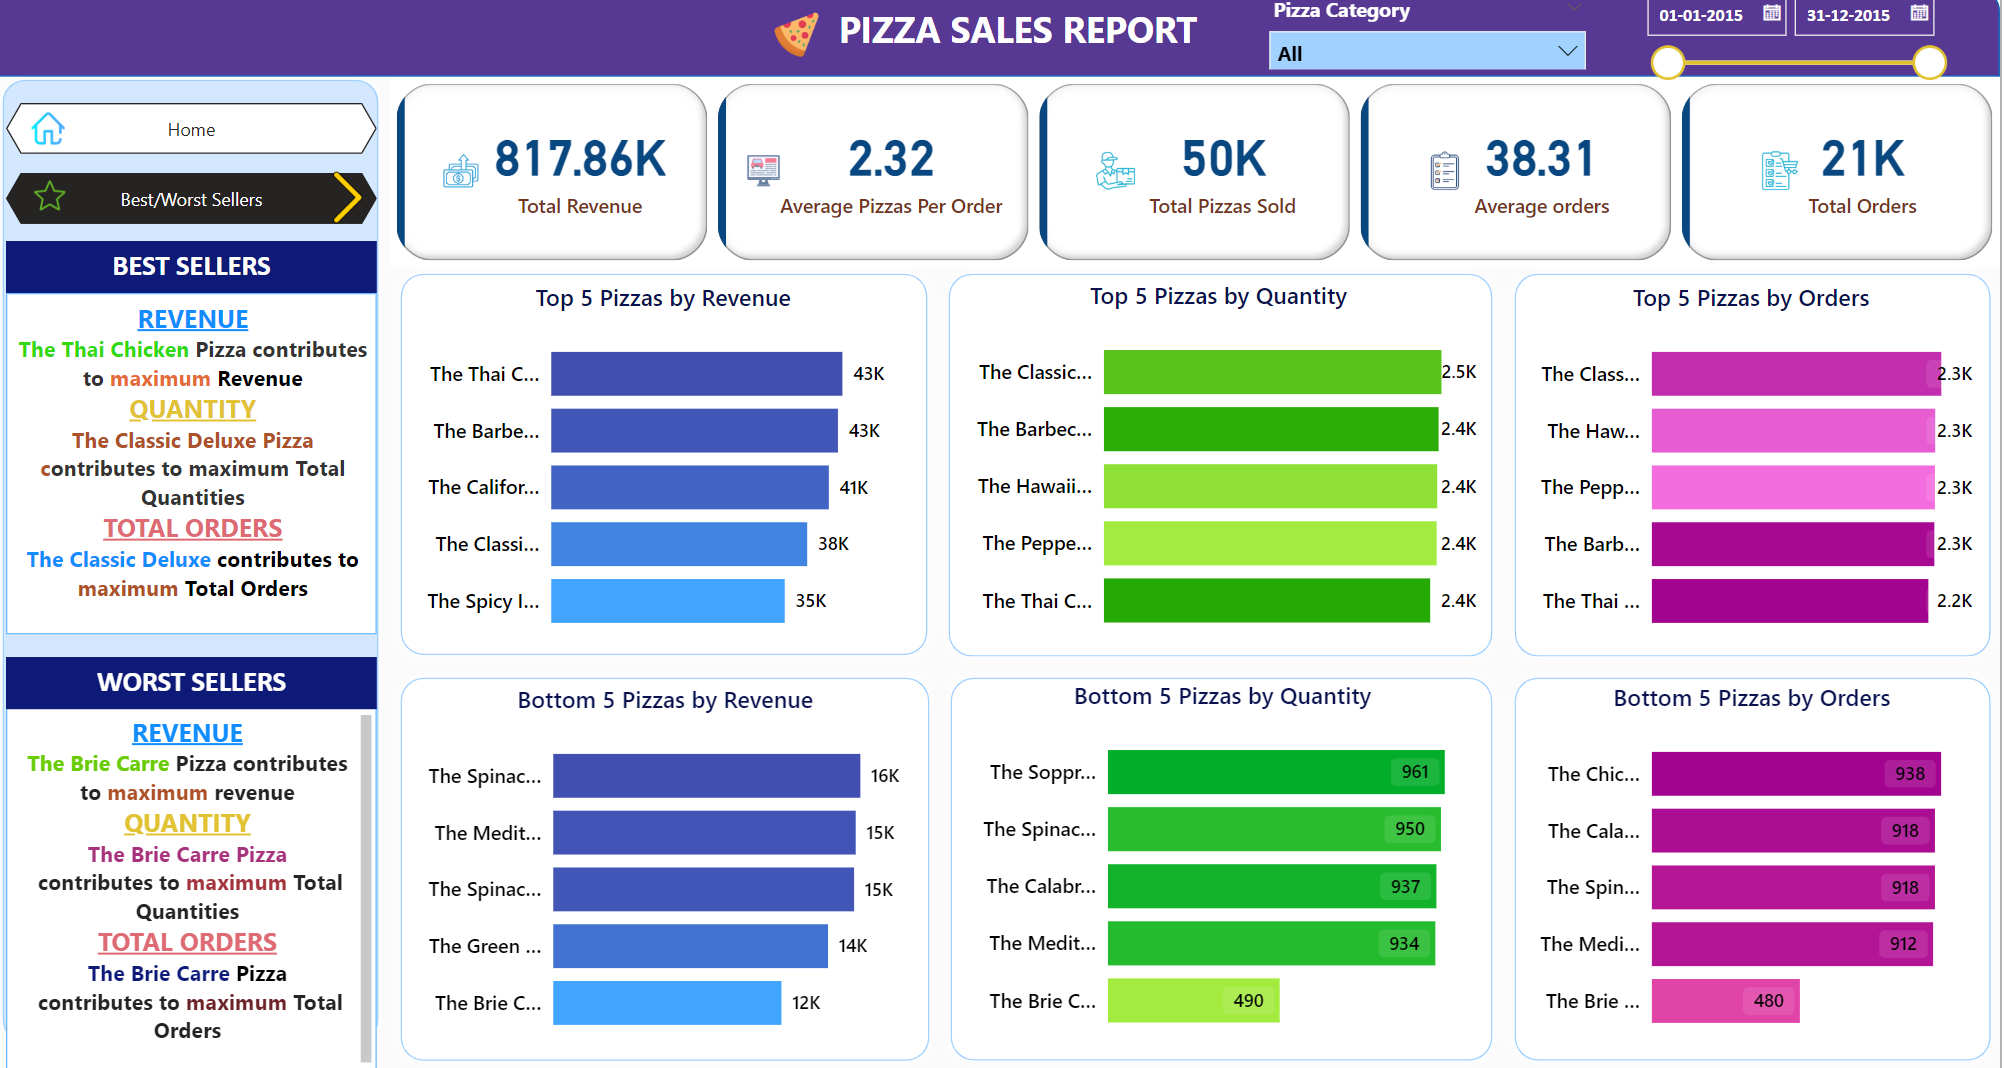 PIZZA SALES REPORT
Pizza Category
All
01-01-2015
31-12-2015
Home
Best/Worst Sellers
BEST SELLERS
REVENUE
The Thai Chicken Pizza contributes
to maximum Revenue
QUANTITY
The Classic Deluxe Pizza
contributes to maximum Total
Quantities
TOTAL ORDERS
The Classic Deluxe contributes to
maximum Total Orders
WORST SELLERS
REVENUE
The Brie Carre Pizza contributes
to maximum revenue
QUANTITY
The Brie Carre Pizza
contributes to maximum Total
Quantities
TOTAL ORDERS
The Brie Carre Pizza
contributes to maximum Total
Orders
817.86K
Total Revenue
2.32
Average Pizzas Per Order
50K
Total Pizzas Sold
38.31
Average orders
21K
Total Orders
Top 5 Pizzas by Revenue
The Thai C... 43K
The Barbe... 43K
The Califor... 41K
The Classi... 38K
The Spicy I... 35K
Top 5 Pizzas by Quantity
The Classic... 2.5K
The Barbec... 2.4K
The Hawaii... 2.4K
The Peppe... 2.4K
The Thai C... 2.4K
Top 5 Pizzas by Orders
The Class... 2.3K
The Haw... 2.3K
The Pepp... 2.3K
The Barb... 2.3K
The Thai ... 2.2K
Bottom 5 Pizzas by Revenue
The Spinac... 16K
The Medit... 15K
The Spinac... 15K
The Green ... 14K
The Brie C... 12K
Bottom 5 Pizzas by Quantity
The Soppr... 961
The Spinac... 950
The Calabr... 937
The Medit... 934
The Brie C... 490
Bottom 5 Pizzas by Orders
The Chic... 938
The Cala... 918
The Spin... 918
The Medi... 912
The Brie ... 480